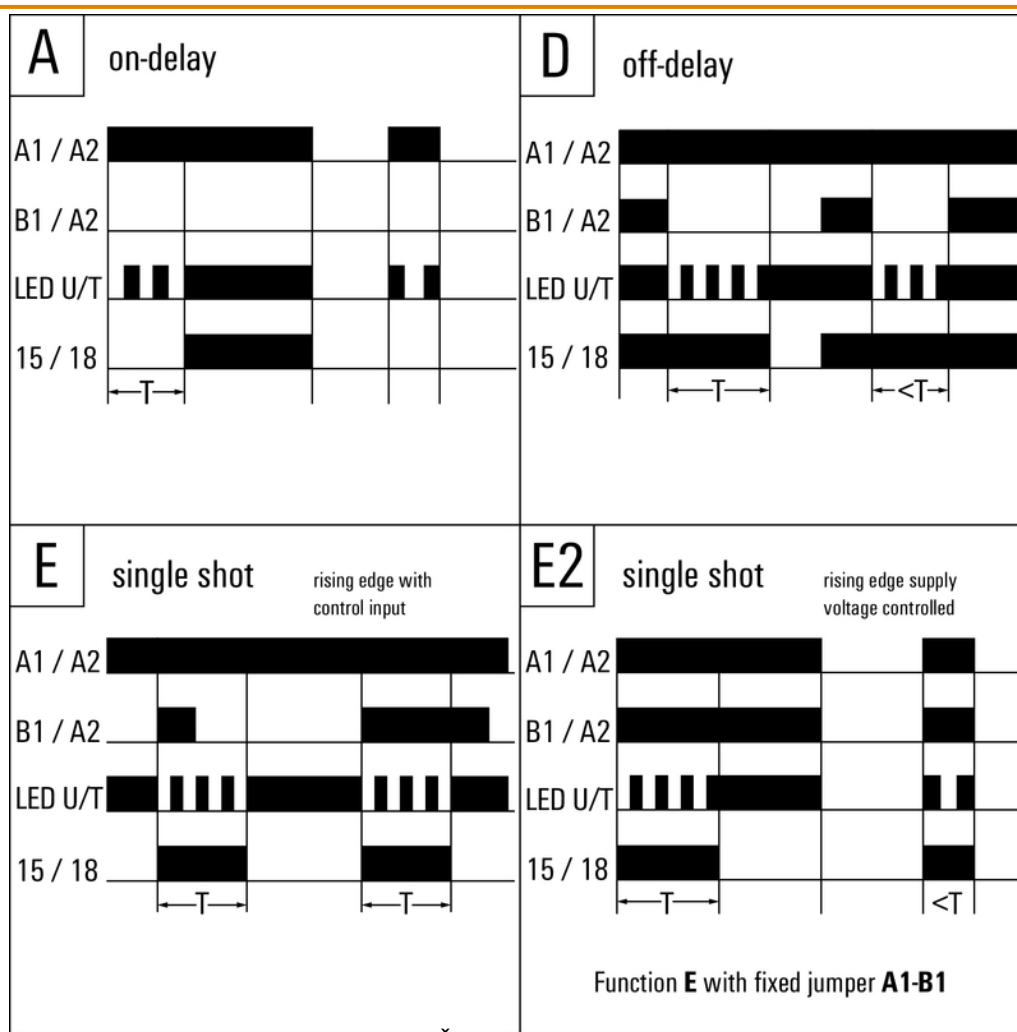 A on-delay
A1 / A2
B1 / A2
LED U/T
15 / 18
T
D off-delay
A1 / A2
B1 / A2
LED U/T
15 / 18
T <T
E single shot rising edge with
control input
A1 / A2
B1 / A2
LED U/T
15 / 18
T T
E2 single shot rising edge supply
voltage controlled
A1 / A2
B1 / A2
LED U/T
15 / 18
T <T
Function E with fixed jumper A1-B1